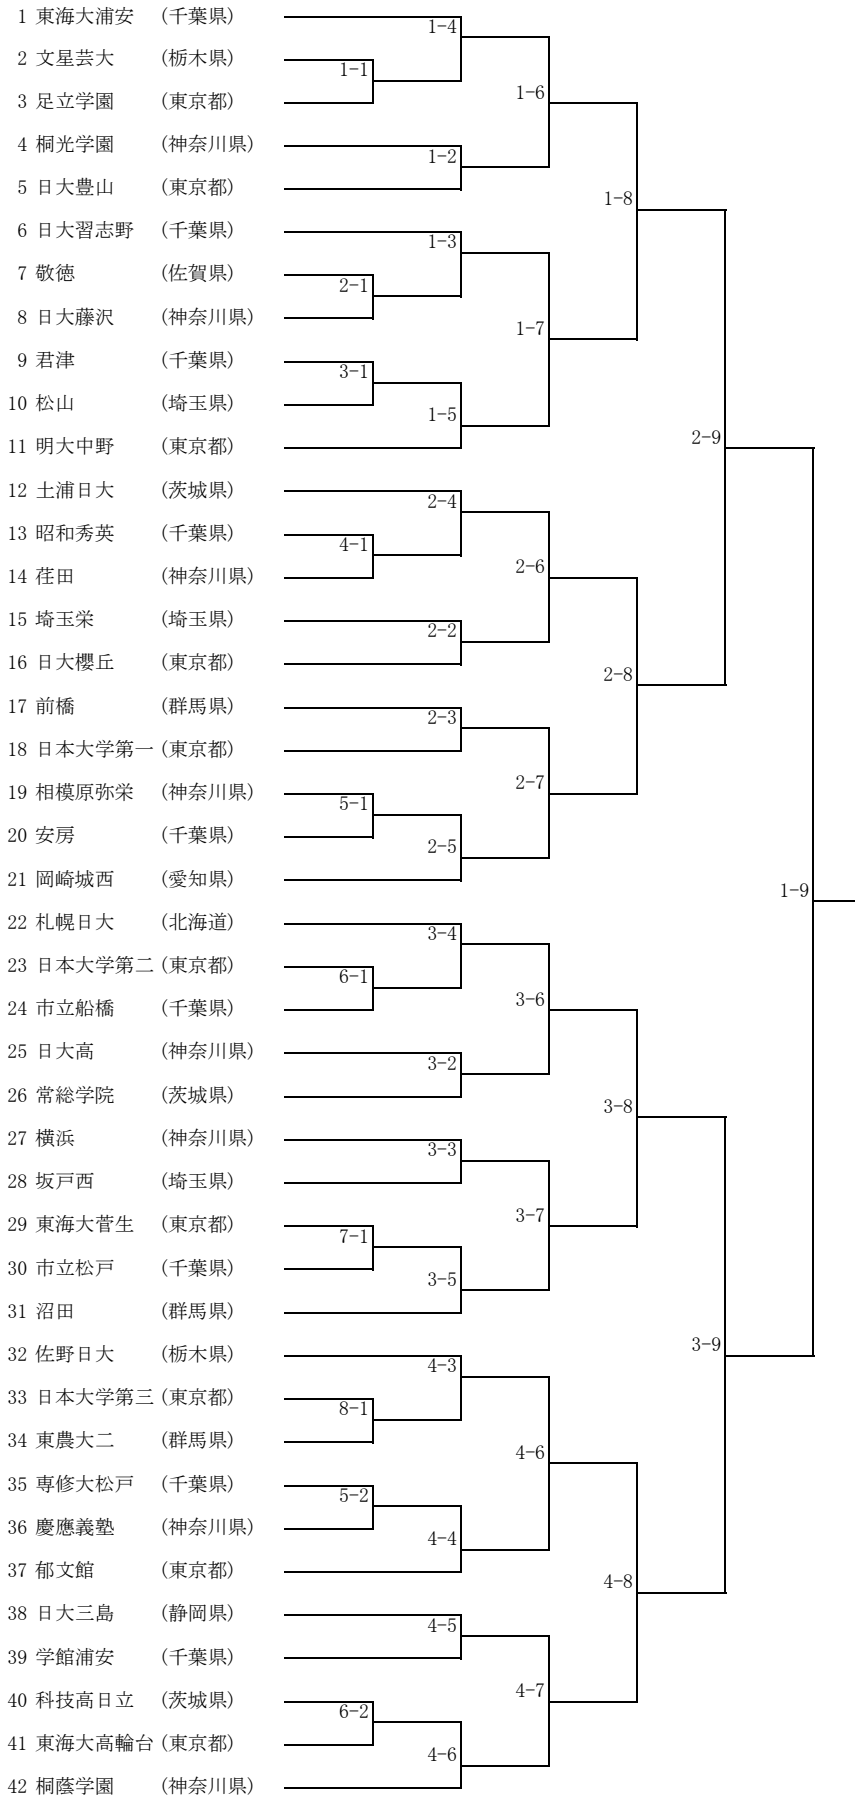 1 東海大浦安 (千葉県)
1-4
2 文星芸大 (栃木県)
1-1
1-6
3 足立学園 (東京都)
4 桐光学園 (神奈川県)
1-2
5 日大豊山 (東京都)
1-8
6 日大習志野 (千葉県)
1-3
7 敬徳 (佐賀県)
2-1
8 日大藤沢 (神奈川県)
1-7
9 君津 (千葉県)
3-1
10 松山 (埼玉県)
1-5
11 明大中野 (東京都)
2-9
12 土浦日大 (茨城県)
2-4
13 昭和秀英 (千葉県)
4-1
2-6
14 荏田 (神奈川県)
15 埼玉栄 (埼玉県)
2-2
16 日大櫻丘 (東京都)
2-8
17 前橋 (群馬県)
2-3
18 日本大学第一 (東京都)
2-7
19 相模原弥栄 (神奈川県)
5-1
20 安房 (千葉県)
2-5
21 岡崎城西 (愛知県)
1-9
22 札幌日大 (北海道)
3-4
23 日本大学第二 (東京都)
6-1
3-6
24 市立船橋 (千葉県)
25 日大高 (神奈川県)
3-2
26 常総学院 (茨城県)
3-8
27 横浜 (神奈川県)
3-3
28 坂戸西 (埼玉県)
3-7
29 東海大菅生 (東京都)
7-1
30 市立松戸 (千葉県)
3-5
31 沼田 (群馬県)
3-9
32 佐野日大 (栃木県)
4-3
33 日本大学第三 (東京都)
8-1
34 東農大二 (群馬県)
4-6
35 専修大松戸 (千葉県)
5-2
36 慶應義塾 (神奈川県)
4-4
37 郁文館 (東京都)
4-8
38 日大三島 (静岡県)
4-5
39 学館浦安 (千葉県)
4-7
40 科技高日立 (茨城県)
6-2
41 東海大高輪台 (東京都)
4-6
42 桐蔭学園 (神奈川県)